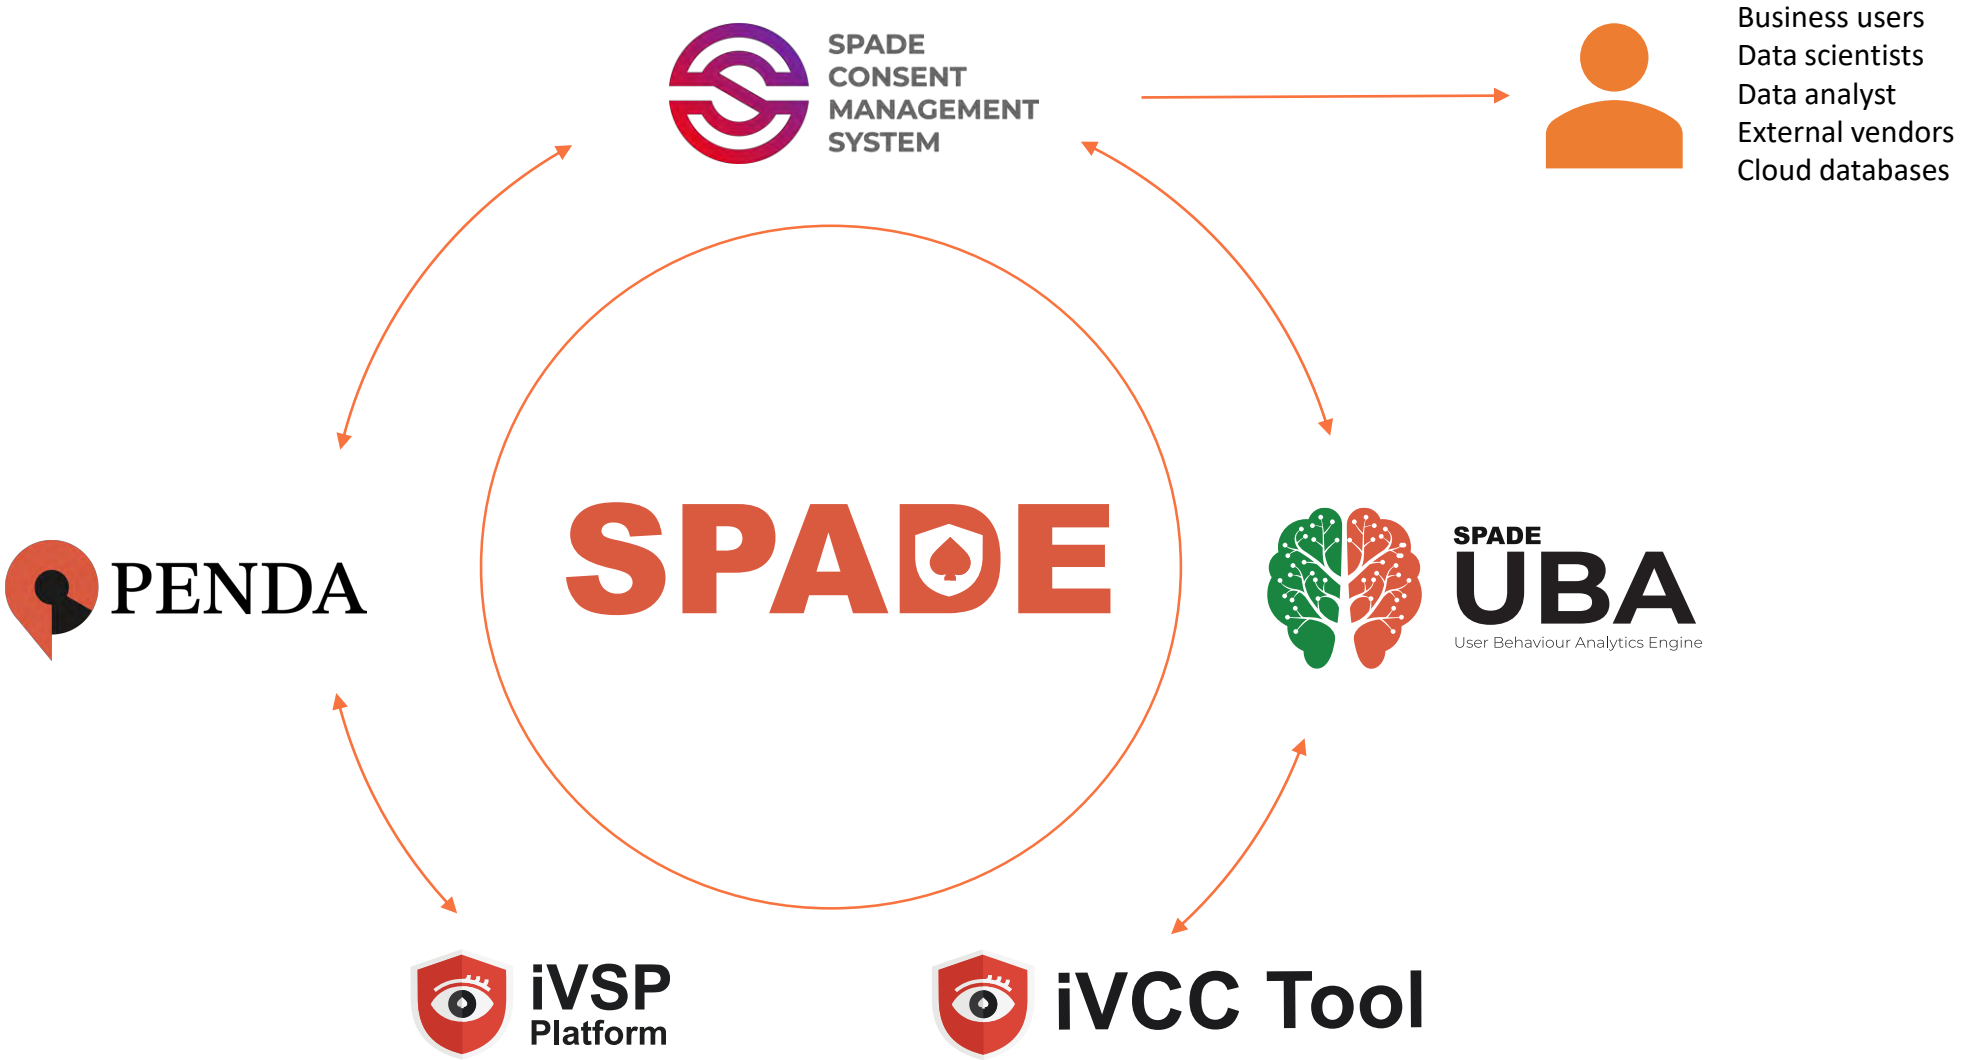 SPADE
CONSENT
MANAGEMENT
SYSTEM
Business users
Data scientists
Data analyst
External vendors
Cloud databases
PENDA
SPADE
SPADE
UBA
User Behaviour Analytics Engine
iVSP
Platform
iVCC Tool